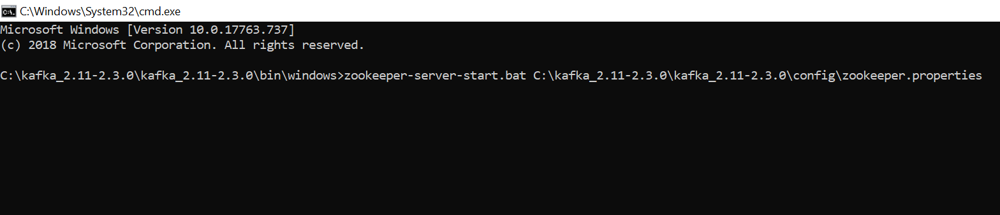 C:\Windows\System32\cmd.exe
Microsoft Windows [Version 10.0.17763.737]
(c) 2018 Microsoft Corporation. All rights reserved.
C:\kafka_2.11-2.3.0\kafka_2.11-2.3.0\bin\windows>zookeeper-server-start.bat C:\kafka_2.11-2.3.0\kafka_2.11-2.3.0\config\zookeeper.properties